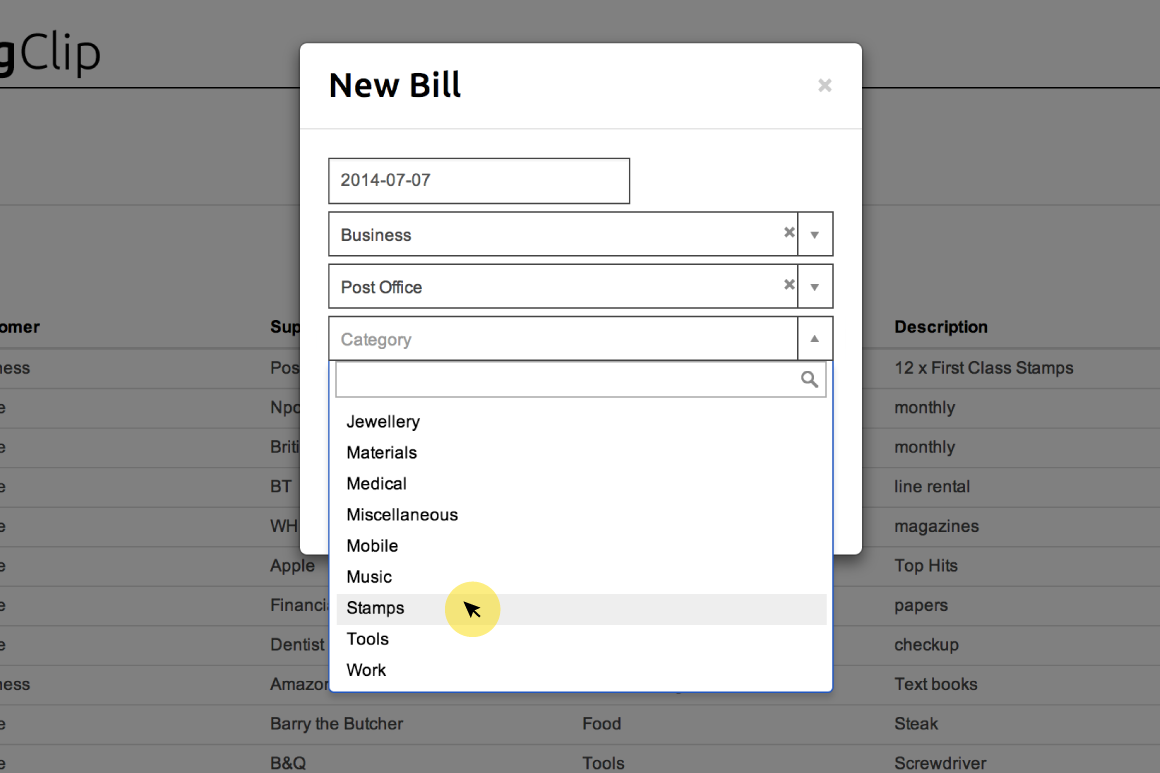 gClip
New Bill
×
2014-07-07
Business ×
Post Office ×
Category
Jewellery
Materials
Medical
Miscellaneous
Mobile
Music
Stamps
Tools
Work
omer Sup Description
ness Pos 12 x First Class Stamps
e Npo monthly
e Briti monthly
e BT line rental
e WH magazines
e Apple Top Hits
e Financi papers
e Dentist checkup
ness Amazon Text books
e Barry the Butcher Food Steak
e B&Q Tools Screwdriver